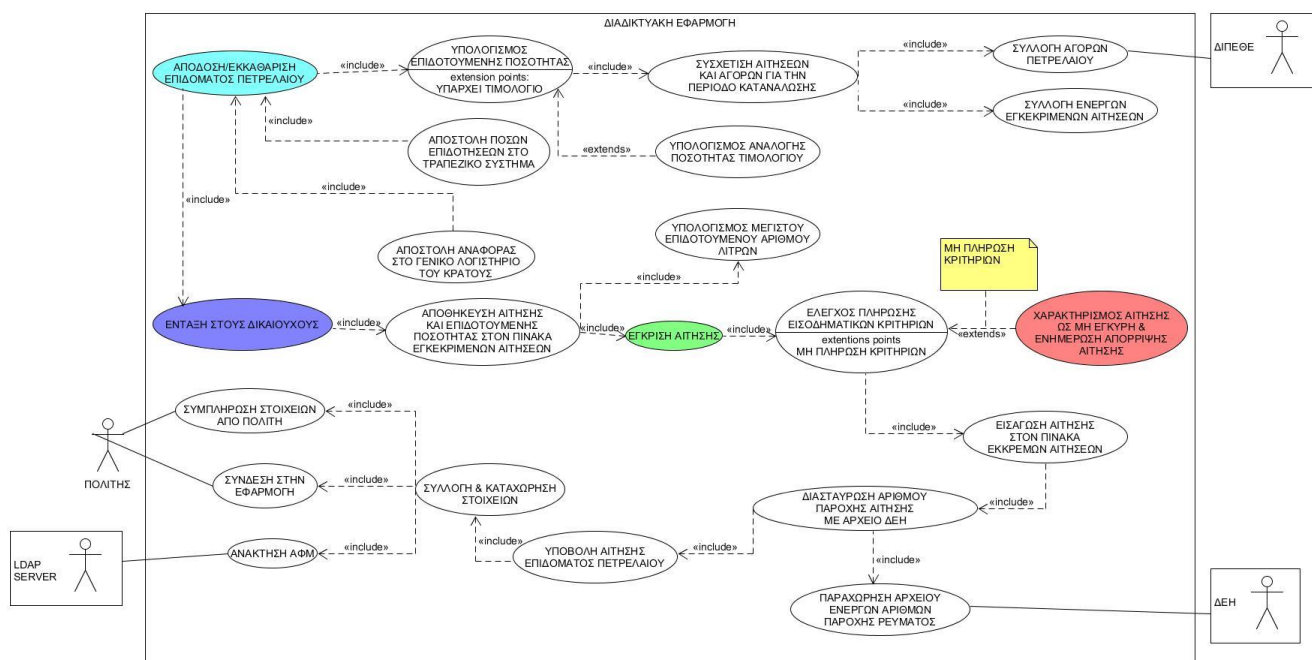 ΔΙΑΔΙΚΤΥΑΚΗ ΕΦΑΡΜΟΓΗ
ΑΠΟΔΟΣΗ/ΕΚΚΑΘΑΡΙΣΗ
ΕΠΙΔΟΜΑΤΟΣ ΠΕΤΡΕΛΑΙΟΥ
«include»
ΥΠΟΛΟΓΙΣΜΟΣ
ΕΠΙΔΟΤΟΥΜΕΝΗΣ ΠΟΣΟΤΗΤΑΣ
extension points:
ΥΠΑΡΧΕΙ ΤΙΜΟΛΟΓΙΟ
«include»
ΣΥΣΧΕΤΙΣΗ ΑΙΤΗΣΕΩΝ
ΚΑΙ ΑΓΟΡΩΝ ΓΙΑ ΤΗΝ
ΠΕΡΙΟΔΟ ΚΑΤΑΝΑΛΩΣΗΣ
«include»
ΣΥΛΛΟΓΗ ΑΓΟΡΩΝ
ΠΕΤΡΕΛΑΙΟΥ
ΔΙΠΕΘΕ
«include»
ΣΥΛΛΟΓΗ ΕΝΕΡΓΩΝ
ΕΓΚΕΚΡΙΜΕΝΩΝ ΑΙΤΗΣΕΩΝ
«include»
ΑΠΟΣΤΟΛΗ ΠΟΣΩΝ
ΕΠΙΔΟΤΗΣΕΩΝ ΣΤΟ
ΤΡΑΠΕΖΙΚΟ ΣΥΣΤΗΜΑ
«extends»
ΥΠΟΛΟΓΙΣΜΟΣ ΑΝΑΛΟΓΗΣ
ΠΟΣΟΤΗΤΑΣ ΤΙΜΟΛΟΓΙΟΥ
«include»
«include»
ΑΠΟΣΤΟΛΗ ΑΝΑΦΟΡΑΣ
ΣΤΟ ΓΕΝΙΚΟ ΛΟΓΙΣΤΗΡΙΟ
ΤΟΥ ΚΡΑΤΟΥΣ
ΥΠΟΛΟΓΙΣΜΟΣ ΜΕΓΙΣΤΟΥ
ΕΠΙΔΟΤΟΥΜΕΝΟΥ ΑΡΙΘΜΟΥ
ΛΙΤΡΩΝ
«include»
ΜΗ ΠΛΗΡΩΣΗ
ΚΡΙΤΗΡΙΩΝ
ΕΝΤΑΞΗ ΣΤΟΥΣ ΔΙΚΑΙΟΥΧΟΥΣ
«include»
ΑΠΟΘΗΚΕΥΣΗ ΑΙΤΗΣΗΣ
ΚΑΙ ΕΠΙΔΟΤΟΥΜΕΝΗΣ
ΠΟΣΟΤΗΤΑΣ ΣΤΟΝ ΠΙΝΑΚΑ
ΕΓΚΕΚΡΙΜΕΝΩΝ ΑΙΤΗΣΕΩΝ
«include»
ΕΓΚΡΙΣΗ ΑΙΤΗΣΗΣ
«include»
ΕΛΕΓΧΟΣ ΠΛΗΡΩΣΗΣ
ΕΙΣΟΔΗΜΑΤΙΚΩΝ ΚΡΙΤΗΡΙΩΝ
extentions points
ΜΗ ΠΛΗΡΩΣΗ ΚΡΙΤΗΡΙΩΝ
«extends»
ΧΑΡΑΚΤΗΡΙΣΜΟΣ ΑΙΤΗΣΗΣ
ΩΣ ΜΗ ΕΓΚΥΡΗ &
ΕΝΗΜΕΡΩΣΗ ΑΠΟΡΡΙΨΗΣ
ΑΙΤΗΣΗΣ
ΣΥΜΠΛΗΡΩΣΗ ΣΤΟΙΧΕΙΩΝ
ΑΠΟ ΠΟΛΙΤΗ
«include»
«include»
ΕΙΣΑΓΩΣΗ ΑΙΤΗΣΗΣ
ΣΤΟΝ ΠΙΝΑΚΑ
ΕΚΚΡΕΜΩΝ ΑΙΤΗΣΕΩΝ
ΠΟΛΙΤΗΣ
ΣΥΝΔΕΣΗ ΣΤΗΝ
ΕΦΑΡΜΟΓΗ
«include»
ΣΥΛΛΟΓΗ & ΚΑΤΑΧΩΡΗΣΗ
ΣΤΟΙΧΕΙΩΝ
ΔΙΑΣΤΑΥΡΩΣΗ ΑΡΙΘΜΟΥ
ΠΑΡΟΧΗΣ ΑΙΤΗΣΗΣ
ΜΕ ΑΡΧΕΙΟ ΔΕΗ
«include»
LDAP
SERVER
ΑΝΑΚΤΗΣΗ ΑΦΜ
«include»
«include»
ΥΠΟΒΟΛΗ ΑΙΤΗΣΗΣ
ΕΠΙΔΟΜΑΤΟΣ ΠΕΤΡΕΛΑΙΟΥ
«include»
«include»
ΠΑΡΑΧΩΡΗΣΗ ΑΡΧΕΙΟΥ
ΕΝΕΡΓΩΝ ΑΡΙΘΜΩΝ
ΠΑΡΟΧΗΣ ΡΕΥΜΑΤΟΣ
ΔΕΗ